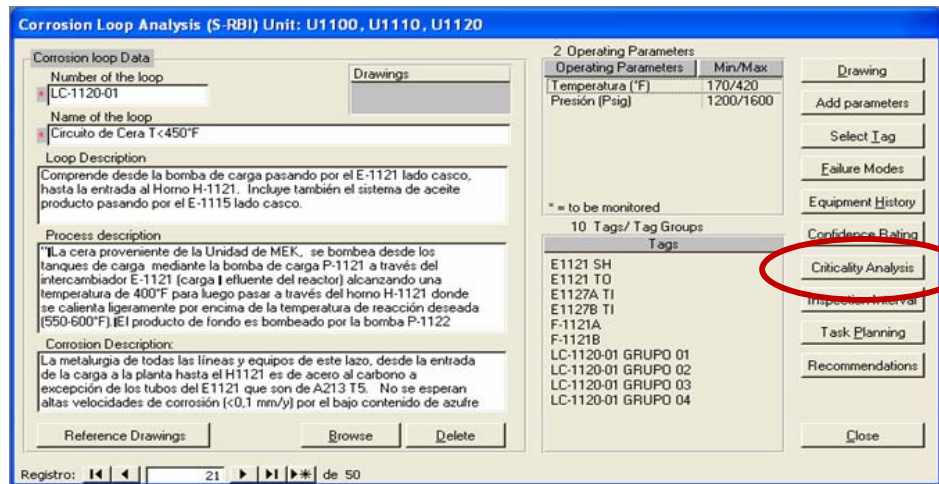 Corrosion Loop Analysis (S-RBI) Unit: U1100, U1110, U1120
Corrosion loop Data
Number of the loop
* LC-1120-01
Drawings
Name of the loop
* Circuito de Cera T<450°F
Loop Description
Comprende desde la bomba de carga pasando por el E-1121 lado casco,
hasta la entrada al Horno H-1121. Incluye también el sistema de aceite
producto pasando por el E-1115 lado casco.
Process description
"La cera proveniente de la Unidad de MEK, se bombea desde los
tanques de carga mediante la bomba de carga P-1121 a través del
intercambiador E-1121 (carga efluente del reactor) alcanzando una
temperatura de 400°F para luego pasar a través del horno H-1121 donde
se calienta ligeramente por encima de la temperatura de reacción deseada
(550-600°F).El producto de fondo es bombeado por la bomba P-1122
Corrosion Description:
La metalurgia de todas las líneas y equipos de este lazo, desde la entrada
de la carga a la planta hasta el H1121 es de acero al carbono a
excepción de los tubos del E1121 que son de A213 T5. No se esperan
altas velocidades de corrosión (<0,1 mm/y) por el bajo contenido de azufre
Reference Drawings
Browse
Delete
Registro: 21 de 50
2 Operating Parameters
Operating Parameters Min/Max
Temperatura (°F) 170/420
Presión (Psig) 1200/1600
* = to be monitored
10 Tags/ Tag Groups
Tags
E1121 SH
E1121 TO
E1127A TI
E1127B TI
F-1121A
F-1121B
LC-1120-01 GRUPO 01
LC-1120-01 GRUPO 02
LC-1120-01 GRUPO 03
LC-1120-01 GRUPO 04
Drawing
Add parameters
Select Tag
Failure Modes
Equipment History
Confidence Rating
Criticality Analysis
Inspection Interval
Task Planning
Recommendations
Close